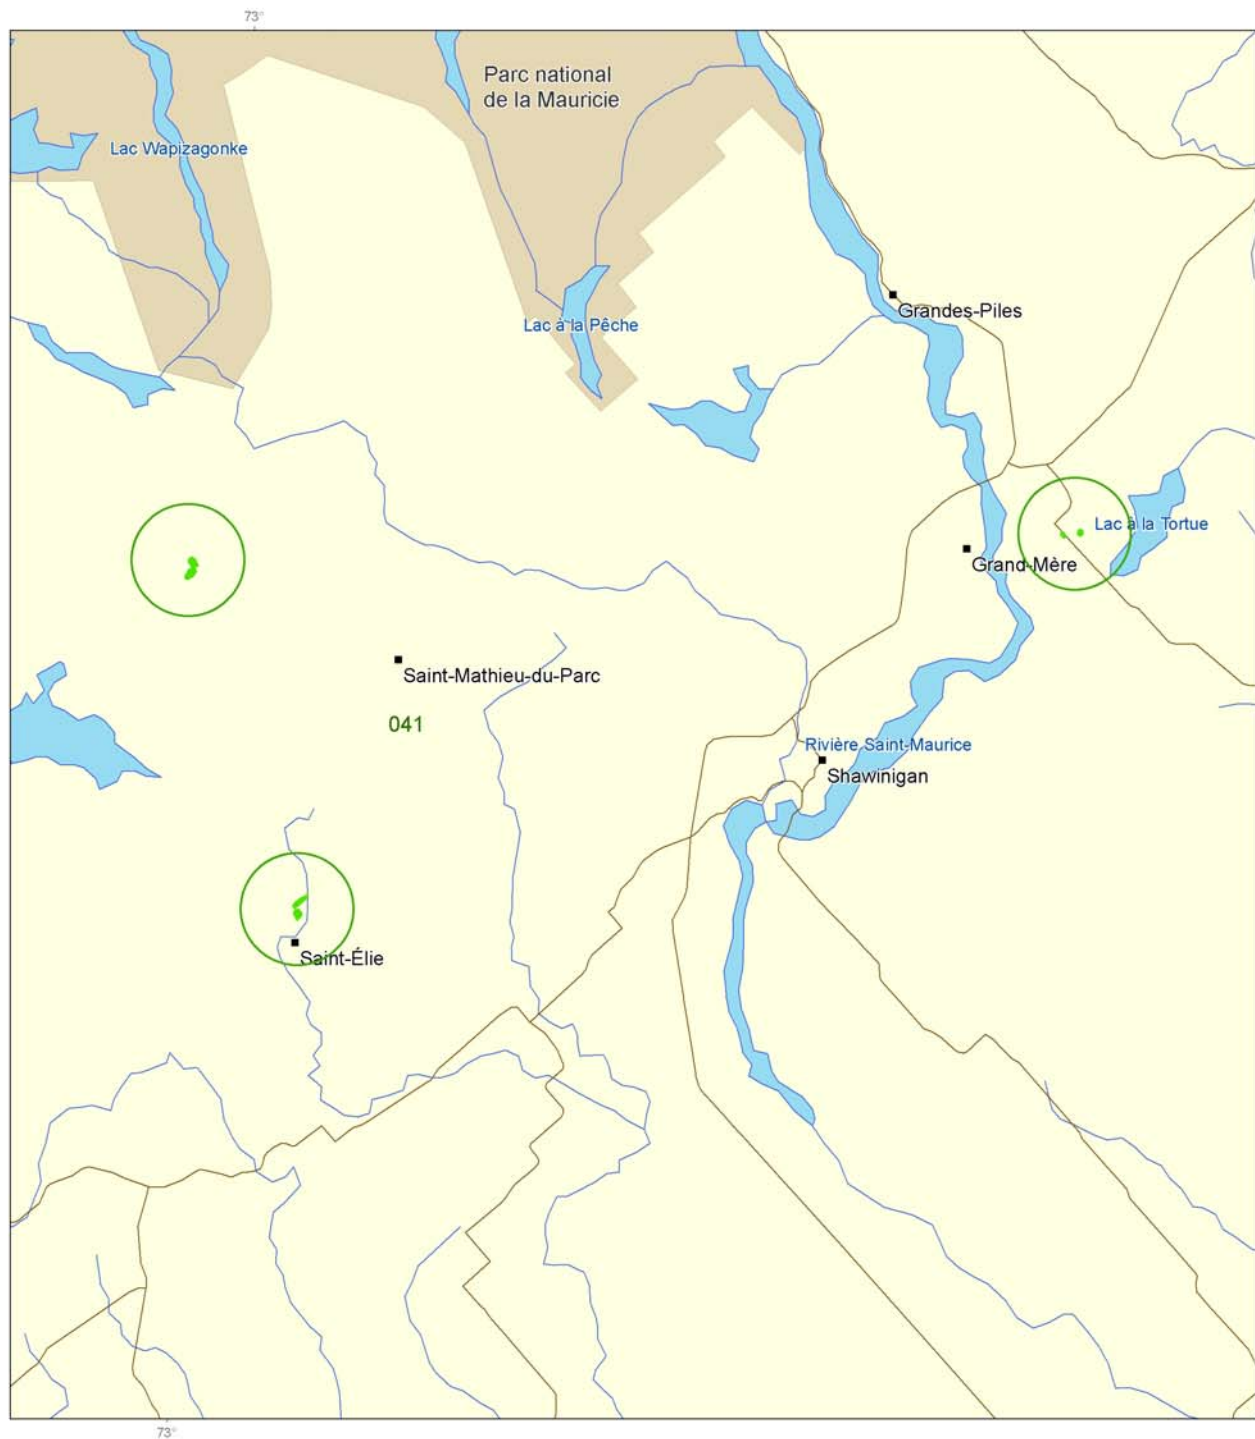 73°
Parc national
de la Mauricie
Lac Wapizagonke
Grandes-Piles
Lac à la Pêche
Lac à la Tortue
Grand-Mère
Saint-Mathieu-du-Parc
041
Rivière Saint-Maurice
Shawinigan
Saint-Élie
73°